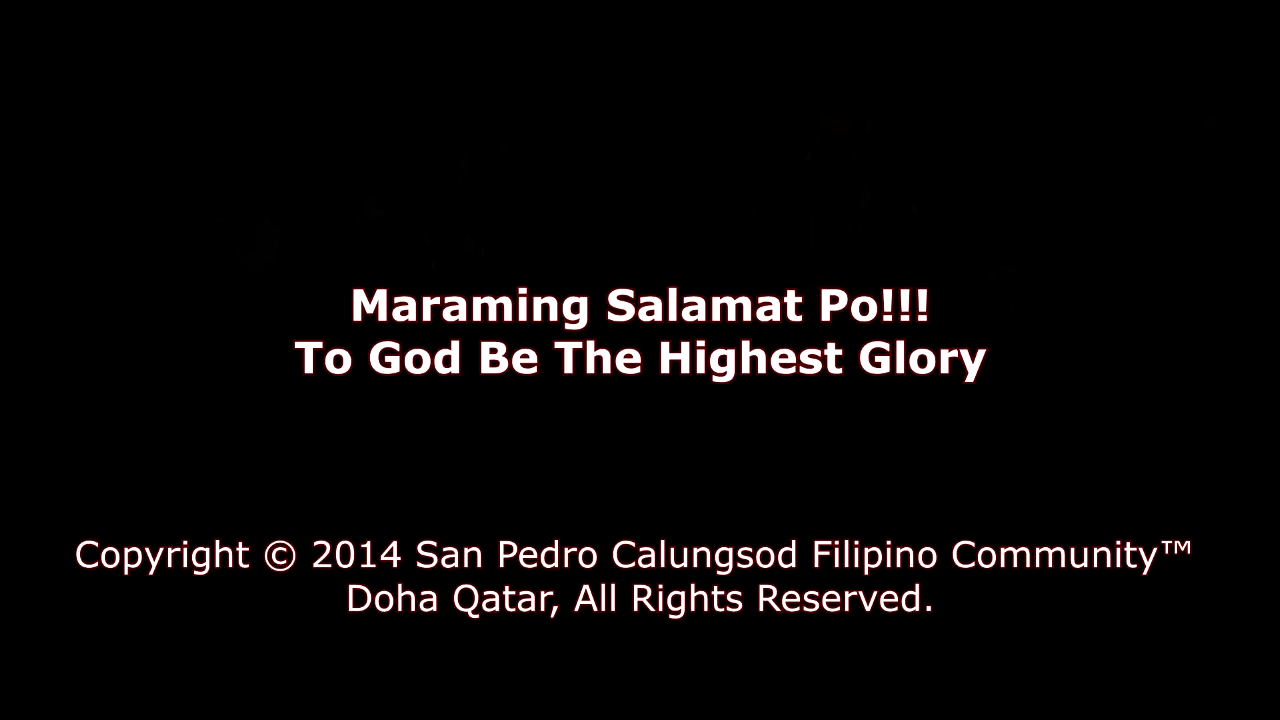 Maraming Salamat Po!!!
To God Be The Highest Glory
Copyright © 2014 San Pedro Calungsod Filipino Community™
Doha Qatar, All Rights Reserved.